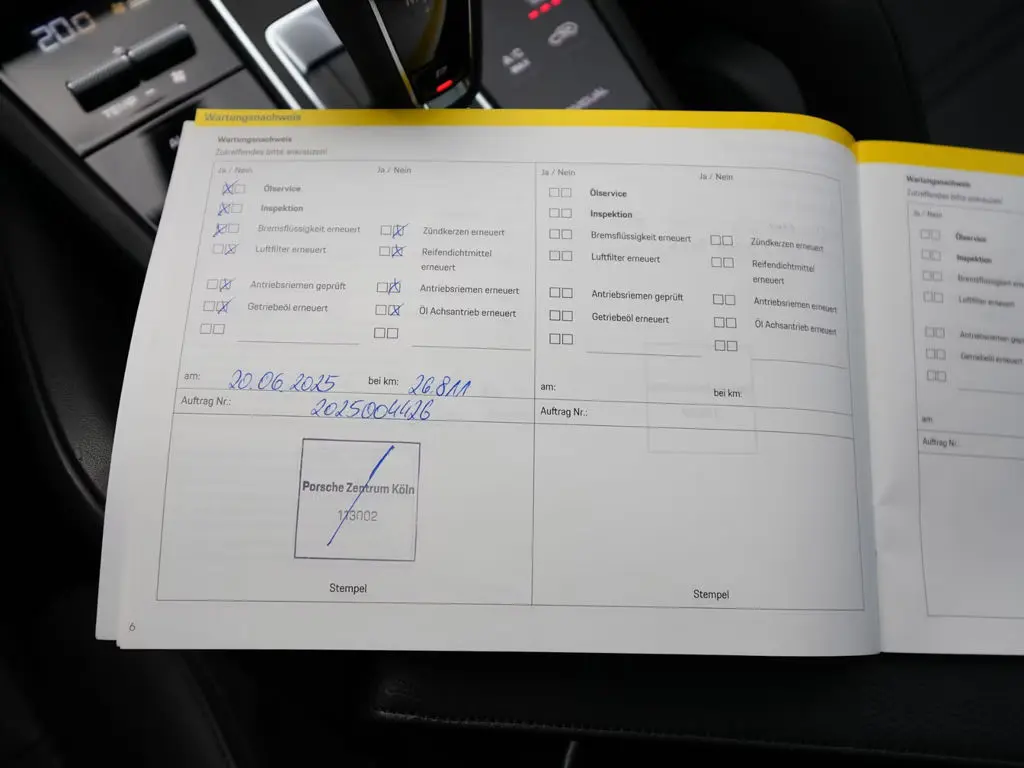 20
TEMP
A/C
MAX
Wartungsnachweis
Wartungsnachweis
Zutreffendes bitte ankreuzen!
Ja / Nein Ja / Nein
Ölservice
Inspektion
Bremsflüssigkeit erneuert Zündkerzen erneuert
Luftfilter erneuert Reifendichtmittel
erneuert
Antriebsriemen geprüft Antriebsriemen erneuert
Getriebeöl erneuert Öl Achsantrieb erneuert
am: 20.06.2025 bei km: 26.811
Auftrag Nr.: 2025004426
Porsche Zentrum Köln
113002
Stempel
6
Ja / Nein Ja / Nein
Ölservice
Inspektion
Bremsflüssigkeit erneuert Zündkerzen erneuert
Luftfilter erneuert Reifendichtmittel
erneuert
Antriebsriemen geprüft Antriebsriemen erneuert
Getriebeöl erneuert Öl Achsantrieb erneuert
am: bei km:
Auftrag Nr.:
Stempel
Wartungsnachweis
Zutreffendes bitte ankreuzen!
Ja / Nein
Ölservice
Inspektion
Bremsflüssigkeit
Luftfilter erneuert
Antriebsriemen
Getriebeöl erneuert
am
Auftrag Nr.